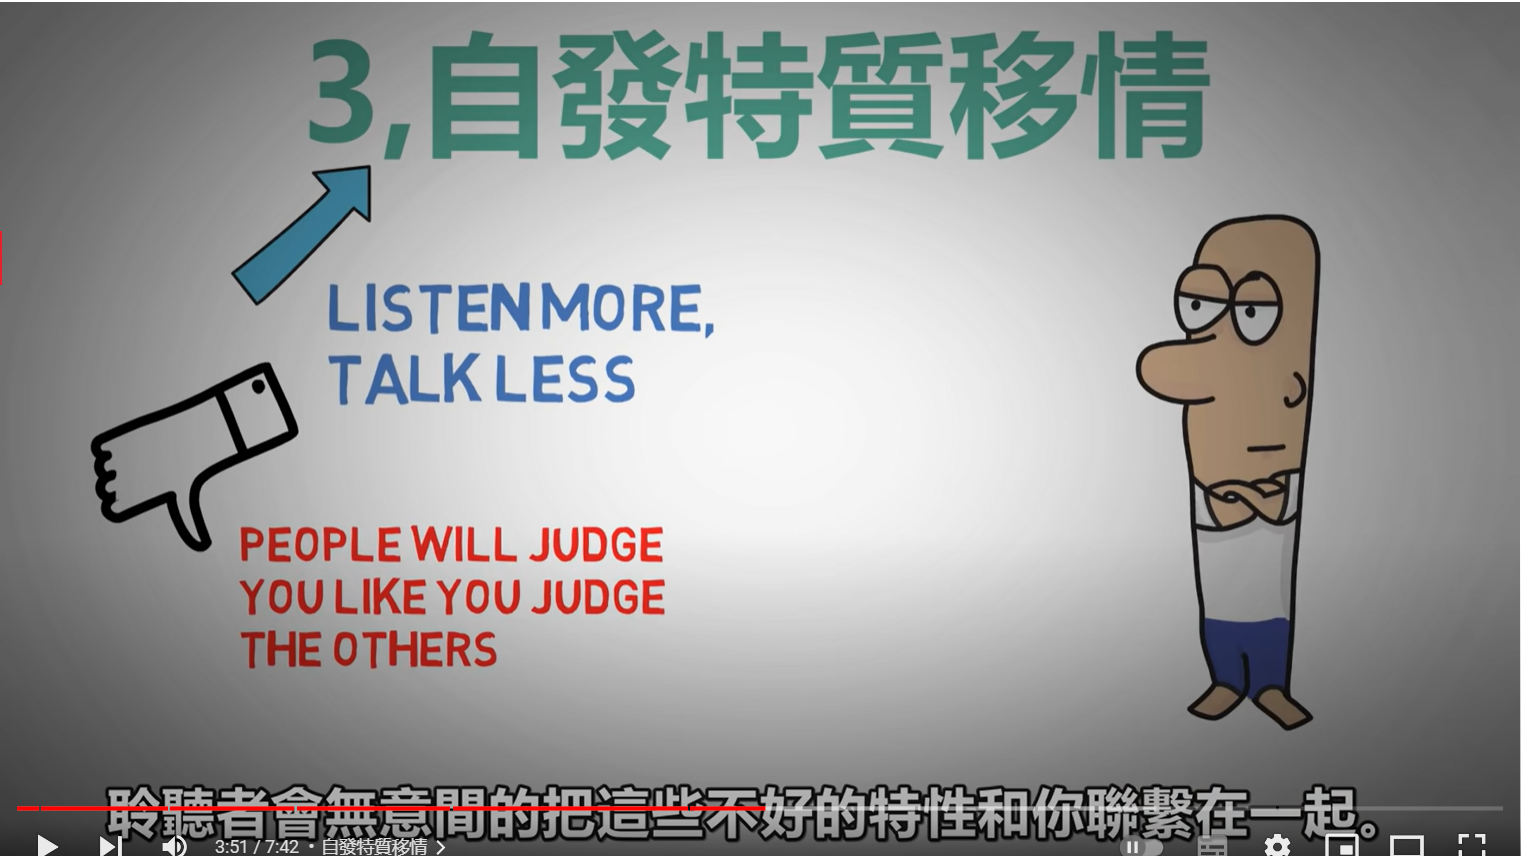 3,自發特質移情
LISTEN MORE,
TALK LESS
PEOPLE WILL JUDGE
YOU LIKE YOU JUDGE
THE OTHERS
聆聽者會無意間的把這些不好的特性和你聯繫在一起。
3:51 / 7:42 • 自發特質移情